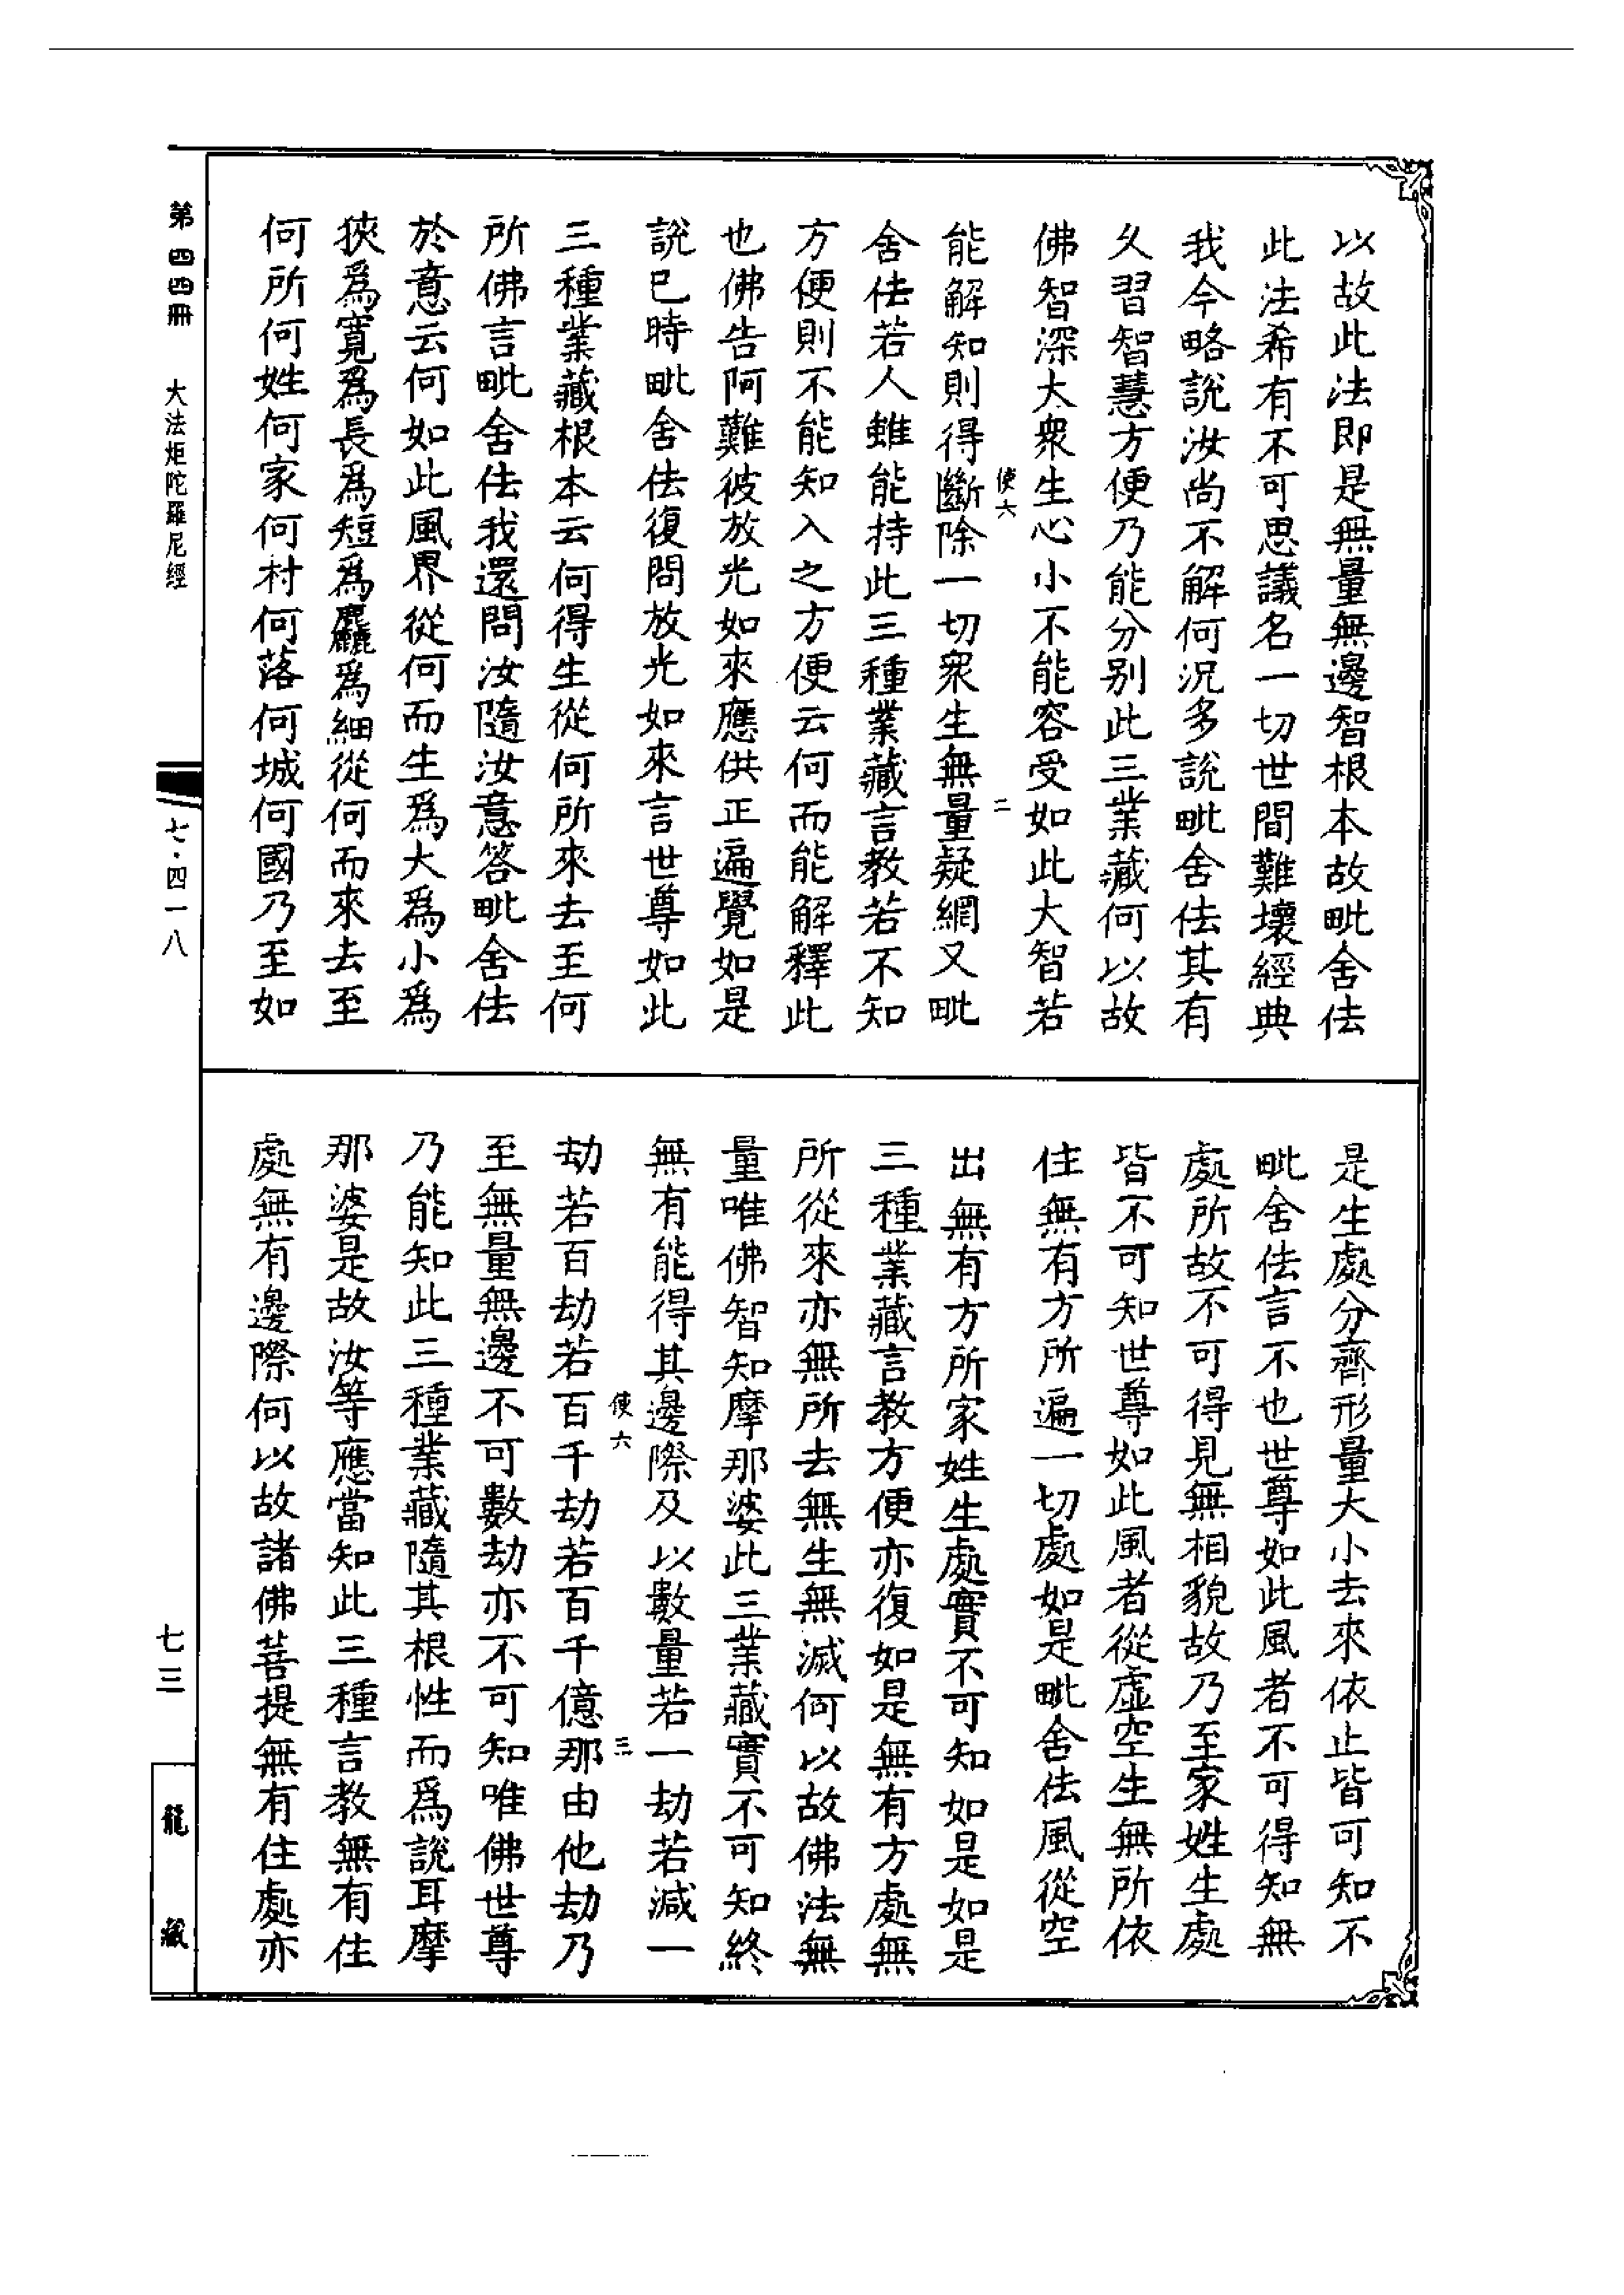 以故此法即是無量無邊智根本故毗舍佉
此法希有不可思議名一切世間難壞經典
我今略說汝尚不解何況多說毗舍佉其有
久習智慧方便乃能分别此三業藏何以故
佛智深大衆生心小不能容受如此大智若
使六 二
能解知則得斷除一切衆生無量疑網又毗
舍佉若人雖能持此三種業藏言教若不知
方便則不能知入之方便云何而能解釋此
也佛告阿難彼放光如來應供正遍覺如是
說已時毗舍佉復問放光如來言世尊如此
三種業藏根本云何得生從何所來去至何
所佛言毗舍佉我還問汝隨汝意答毗舍佉
於意云何如此風界從何而生爲大爲小爲
狹爲寬爲長爲短爲麤爲細從何而來去至
何所何姓何家何村何落何城何國乃至如
是生處分齊形量大小去來依止皆可知不
毗舍佉言不也世尊如此風者不可得知無
處所故不可得見無相貌故乃至家姓生處
皆不可知世尊如此風者從虛空生無所依
住無有方所遍一切處如是毗舍佉風從空
出無有方所家姓生處實不可知如是如是
三種業藏言教方便亦復如是無有方處無
所從來亦無所去無生無滅何以故佛法無
量唯佛智知摩那婆此三業藏實不可知終
無有能得其邊際及以數量若一劫若減一
使六 三
劫若百劫若百千劫若百千億那由他劫乃
至無量無邊不可數劫亦不可知唯佛世尊
乃能知此三種業藏隨其根性而爲說耳摩
那婆是故汝等應當知此三種言教無有住
處無有邊際何以故諸佛菩提無有住處亦
第四四冊 大法炬陀羅尼經 七·四一八 七三
龍藏